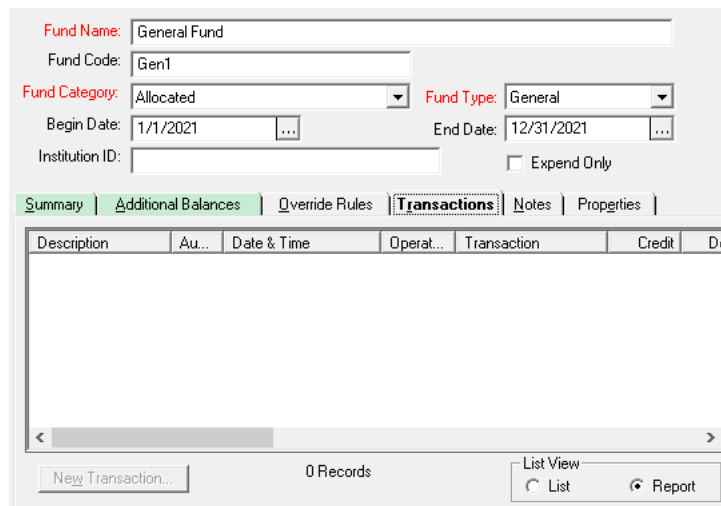 Fund Name: General Fund
Fund Code: Gen1
Fund Category: Allocated Fund Type: General
Begin Date: 1/1/2021 ... End Date: 12/31/2021 ...
Institution ID: Expend Only
Summary Additional Balances Override Rules Transactions Notes Properties
Description Au... Date & Time Operat... Transaction Credit D
New Transaction... 0 Records List View
List Report